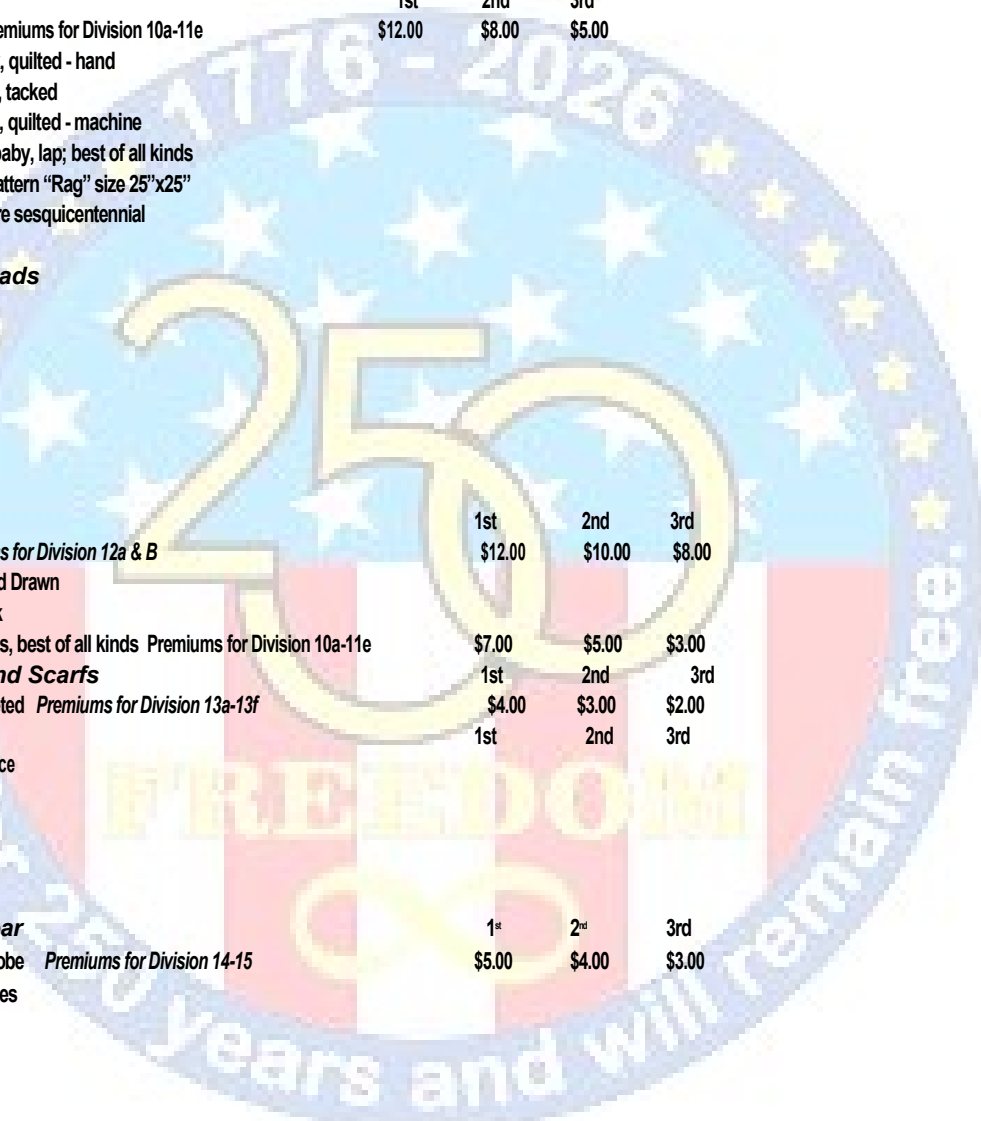 1st 2nd 3rd
emiums for Division 10a-11e $12.00 $8.00 $5.00
, quilted - hand
, tacked
, quilted - machine
baby, lap; best of all kinds
attern “Rag” size 25”x25”
re sesquicentennial
ads
1st 2nd 3rd
s for Division 12a & B $12.00 $10.00 $8.00
d Drawn
k
s, best of all kinds Premiums for Division 10a-11e $7.00 $5.00 $3.00
nd Scarfs 1st 2nd 3rd
ted Premiums for Division 13a-13f $4.00 $3.00 $2.00
1st 2nd 3rd
ce
ar 1st 2nd 3rd
obe Premiums for Division 14-15 $5.00 $4.00 $3.00
es
1776 - 2026
250
FREEDOM
250 years and will remain free.